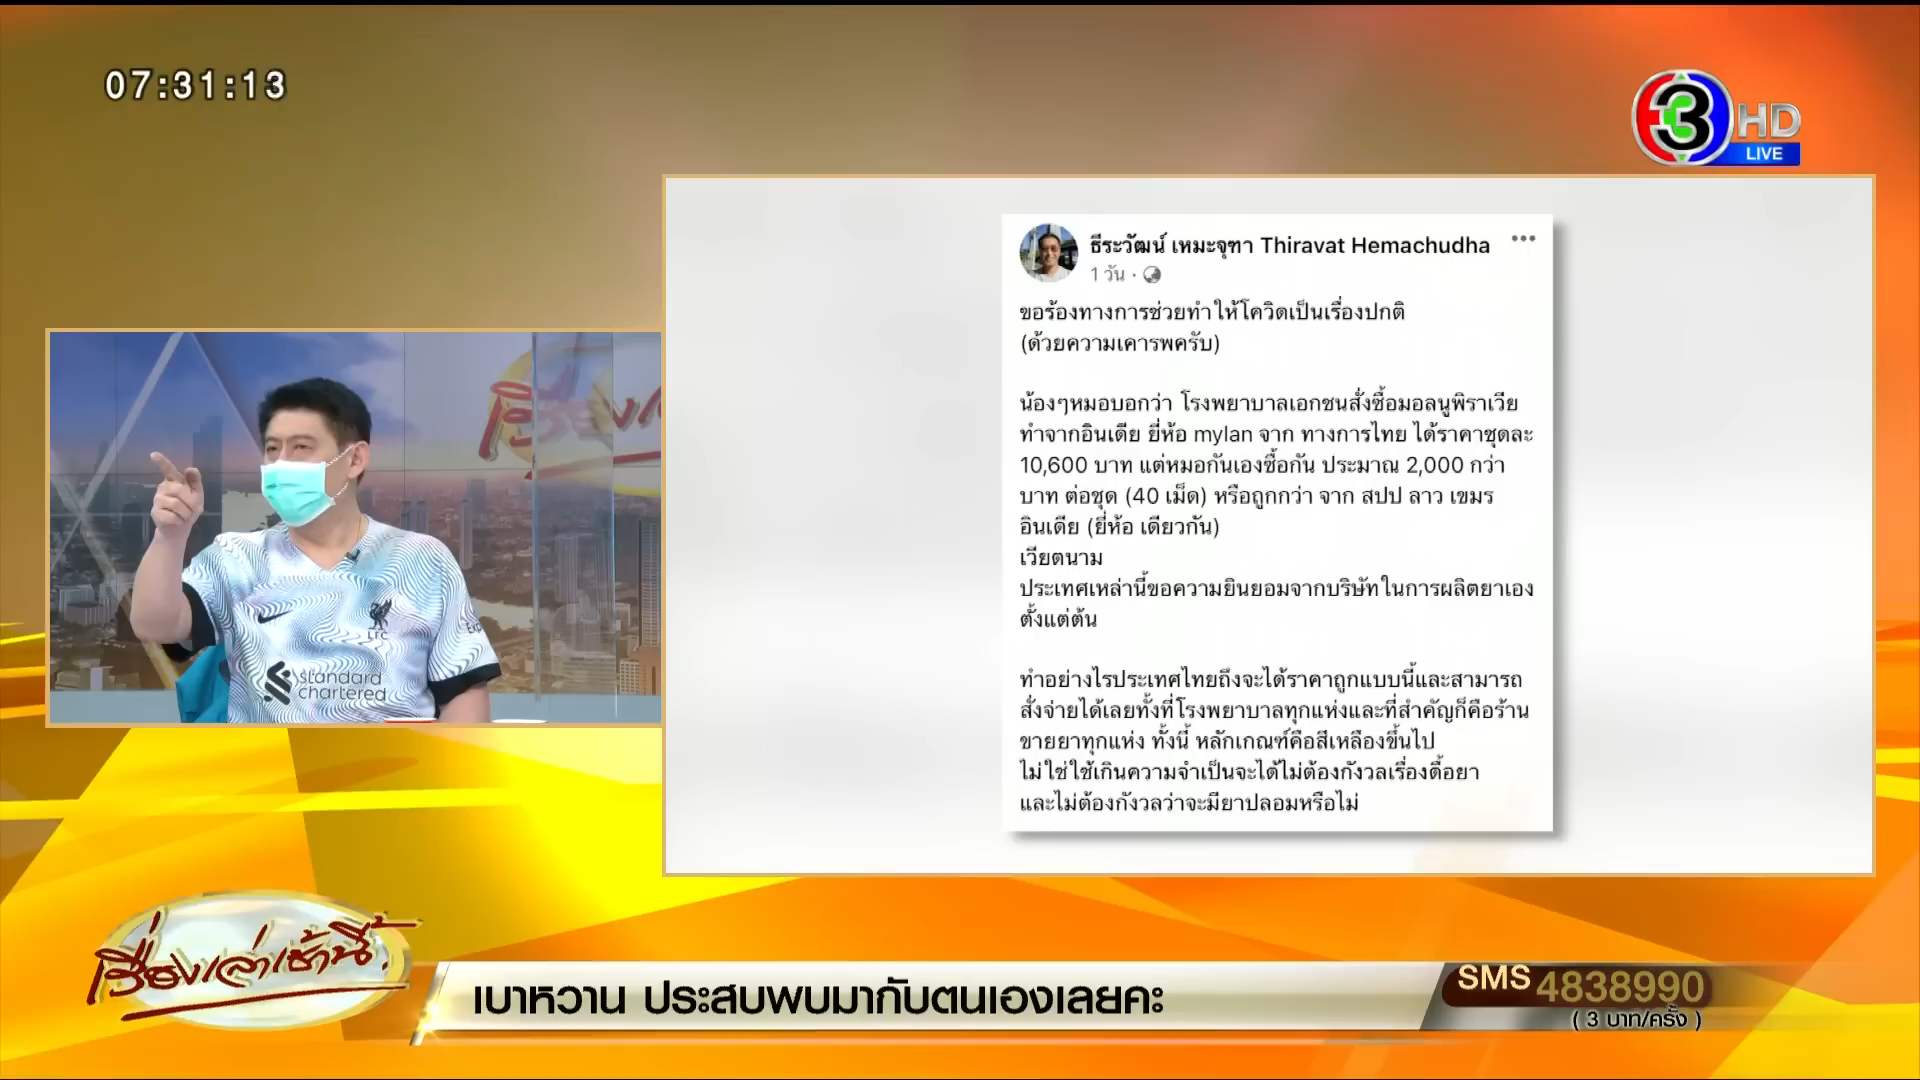 07:31:13
3 HD
LIVE
ธีระวัฒน์ เหมะจุฑา Thiravat Hemachudha
1 วัน ·
ขอร้องทางการช่วยทำให้โควิดเป็นเรื่องปกติ
(ด้วยความเคารพครับ)
น้องๆหมอบอกว่า โรงพยาบาลเอกชนสั่งซื้อมอลนูพิราเวีย
ทำจากอินเดีย ยี่ห้อ mylan จาก ทางการไทย ได้ราคาชุดละ
10,600 บาท แต่หมอกันเองซื้อกัน ประมาณ 2,000 กว่า
บาท ต่อชุด (40 เม็ด) หรือถูกกว่า จาก สปป ลาว เขมร
อินเดีย (ยี่ห้อ เดียวกัน)
เวียตนาม
ประเทศเหล่านี้ขอความยินยอมจากบริษัทในการผลิตยาเอง
ตั้งแต่ต้น
ทำอย่างไรประเทศไทยถึงจะได้ราคาถูกแบบนี้และสามารถ
สั่งจ่ายได้เลยทั้งที่โรงพยาบาลทุกแห่งและที่สำคัญก็คือร้าน
ขายยาทุกแห่ง ทั้งนี้ หลักเกณฑ์คือสีเหลืองขึ้นไป
ไม่ใช่ใช้เกินความจำเป็นจะได้ไม่ต้องกังวลเรื่องดื้อยา
และไม่ต้องกังวลว่าจะมียาปลอมหรือไม่
LFC
standard
chartered
เรื่องเล่าเช้านี้
เบาหวาน ประสบพบมากับตนเองเลยคะ
SMS 4838990
( 3 บาท/ครั้ง )